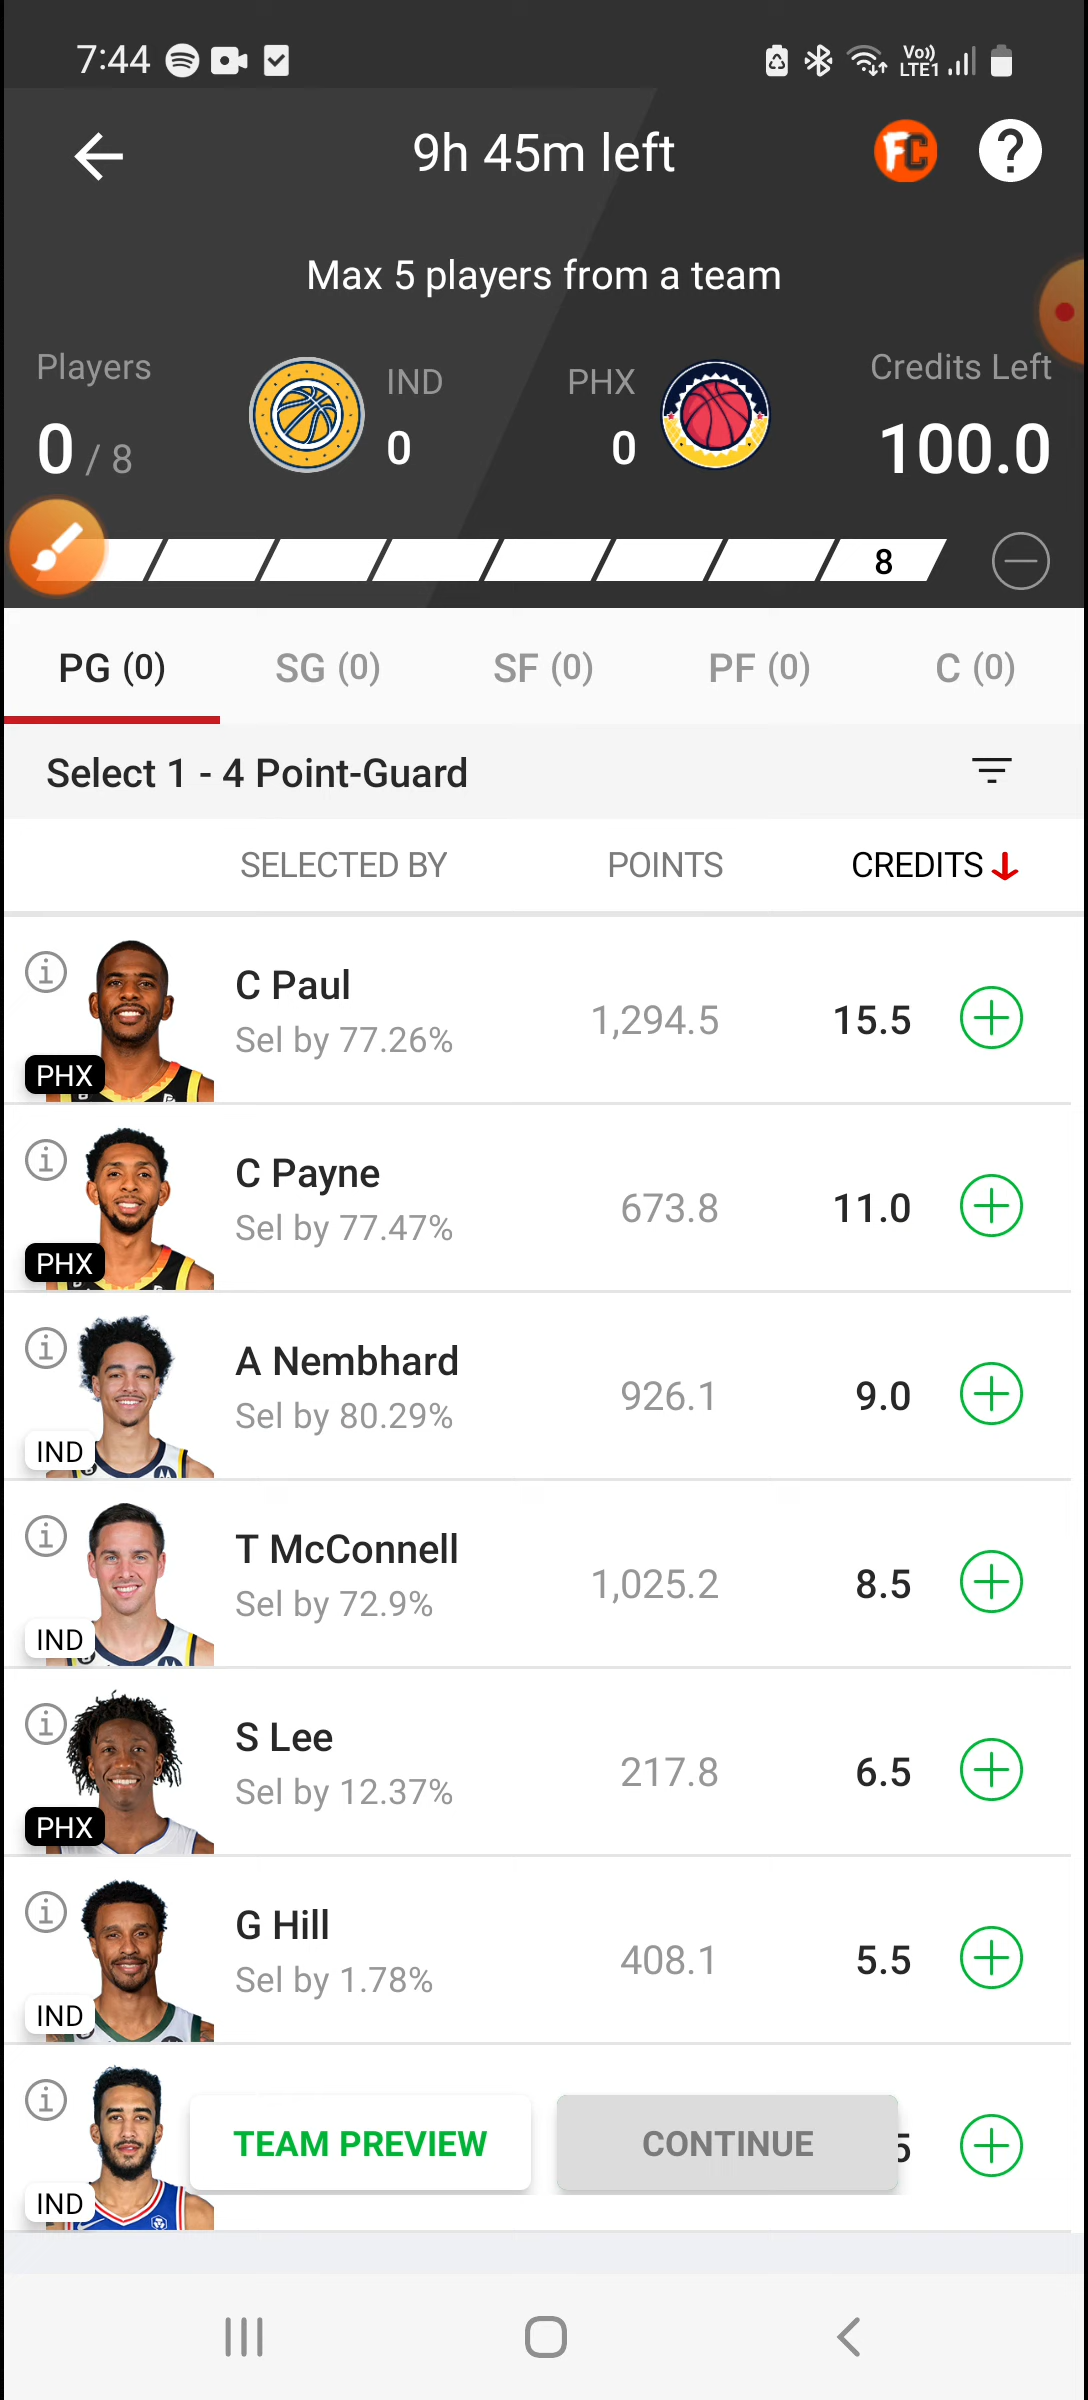 7:44
Vo))
LTE1
9h 45m left
FC
?
Max 5 players from a team
Players
IND
PHX
Credits Left
0 / 8
0
0
100.0
8
PG (0)
SG (0)
SF (0)
PF (0)
C (0)
Select 1 - 4 Point-Guard
SELECTED BY
POINTS
CREDITS
C Paul
Sel by 77.26%
1,294.5
15.5
PHX
C Payne
Sel by 77.47%
673.8
11.0
PHX
A Nembhard
Sel by 80.29%
926.1
9.0
IND
T McConnell
Sel by 72.9%
1,025.2
8.5
IND
S Lee
Sel by 12.37%
217.8
6.5
PHX
G Hill
Sel by 1.78%
408.1
5.5
IND
TEAM PREVIEW
CONTINUE
5
IND